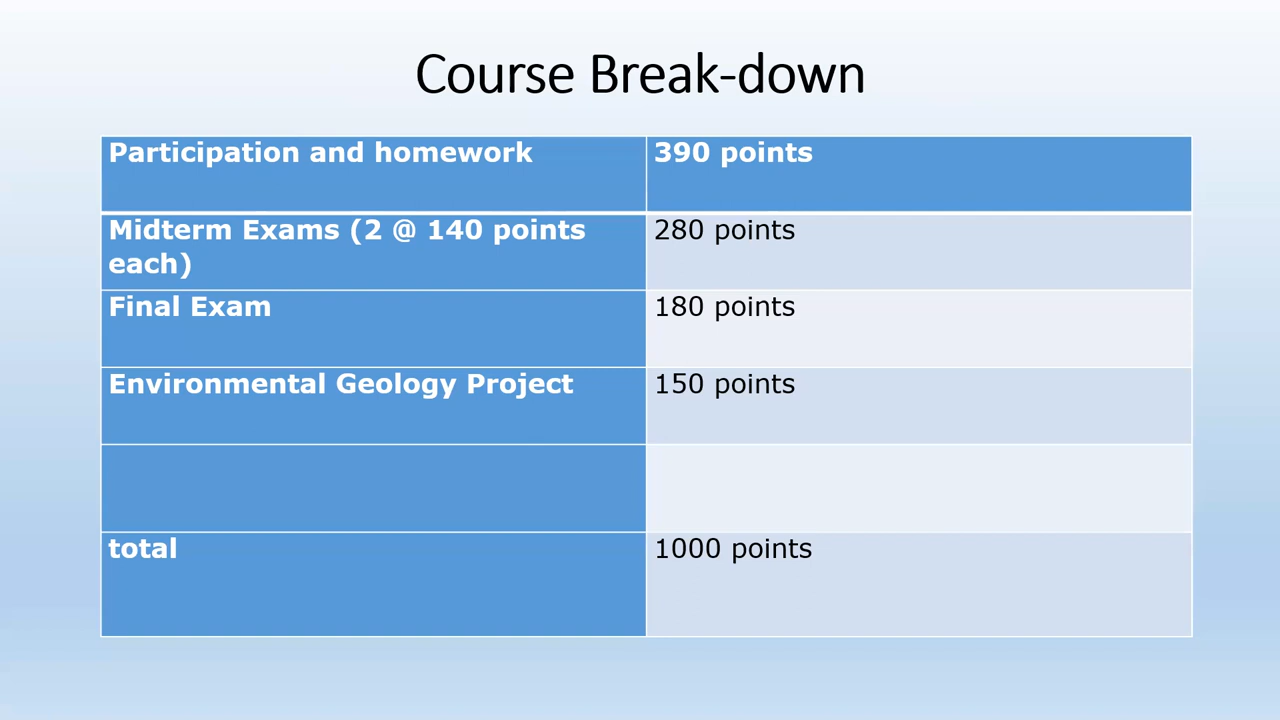 Course Break-down
Participation and homework
390 points
Midterm Exams (2 @ 140 points
each)
280 points
Final Exam
180 points
Environmental Geology Project
150 points
total
1000 points